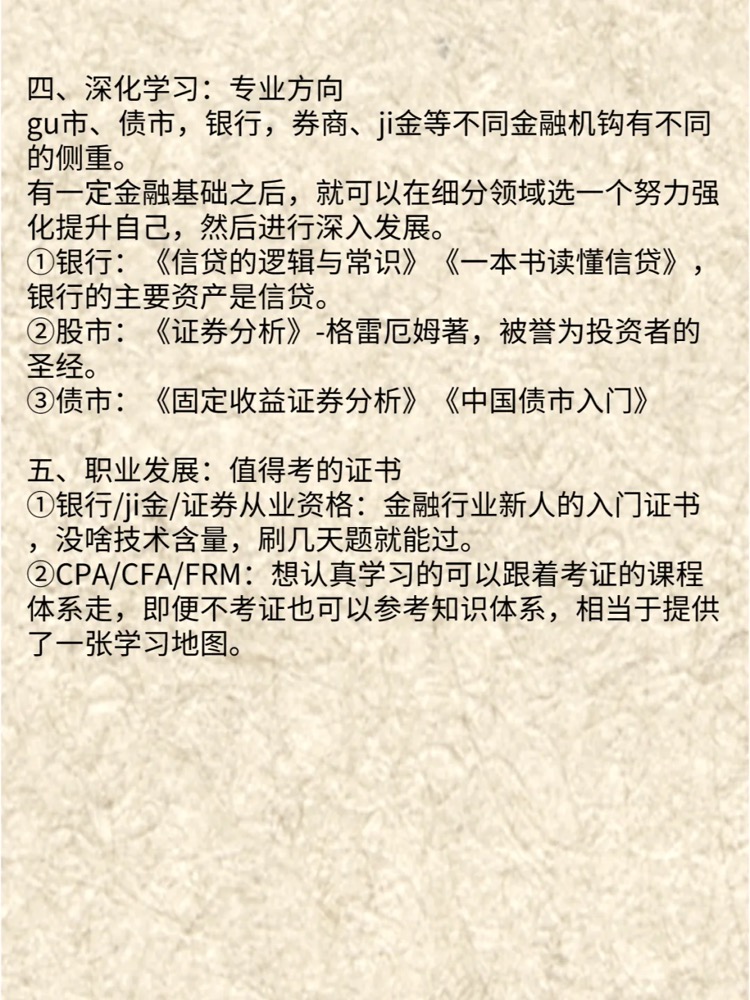 四、深化学习：专业方向
gu市、债市，银行，券商、ji金等不同金融机钩有不同
的侧重。
有一定金融基础之后，就可以在细分领域选一个努力强
化提升自己，然后进行深入发展。
①银行：《信贷的逻辑与常识》《一本书读懂信贷》，
银行的主要资产是信贷。
②股市：《证券分析》-格雷厄姆著，被誉为投资者的
圣经。
③债市：《固定收益证券分析》《中国债市入门》
五、职业发展：值得考的证书
①银行/ji金/证券从业资格：金融行业新人的入门证书
，没啥技术含量，刷几天题就能过。
②CPA/CFA/FRM：想认真学习的可以跟着考证的课程
体系走，即便不考证也可以参考知识体系，相当于提供
了一张学习地图。